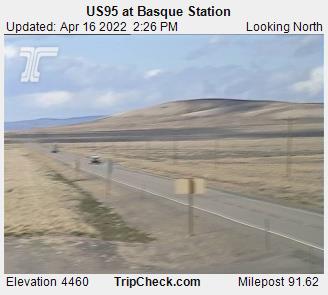 US95 at Basque Station
Updated: Apr 16 2022 2:26 PM Looking North
Elevation 4460 TripCheck.com Milepost 91.62